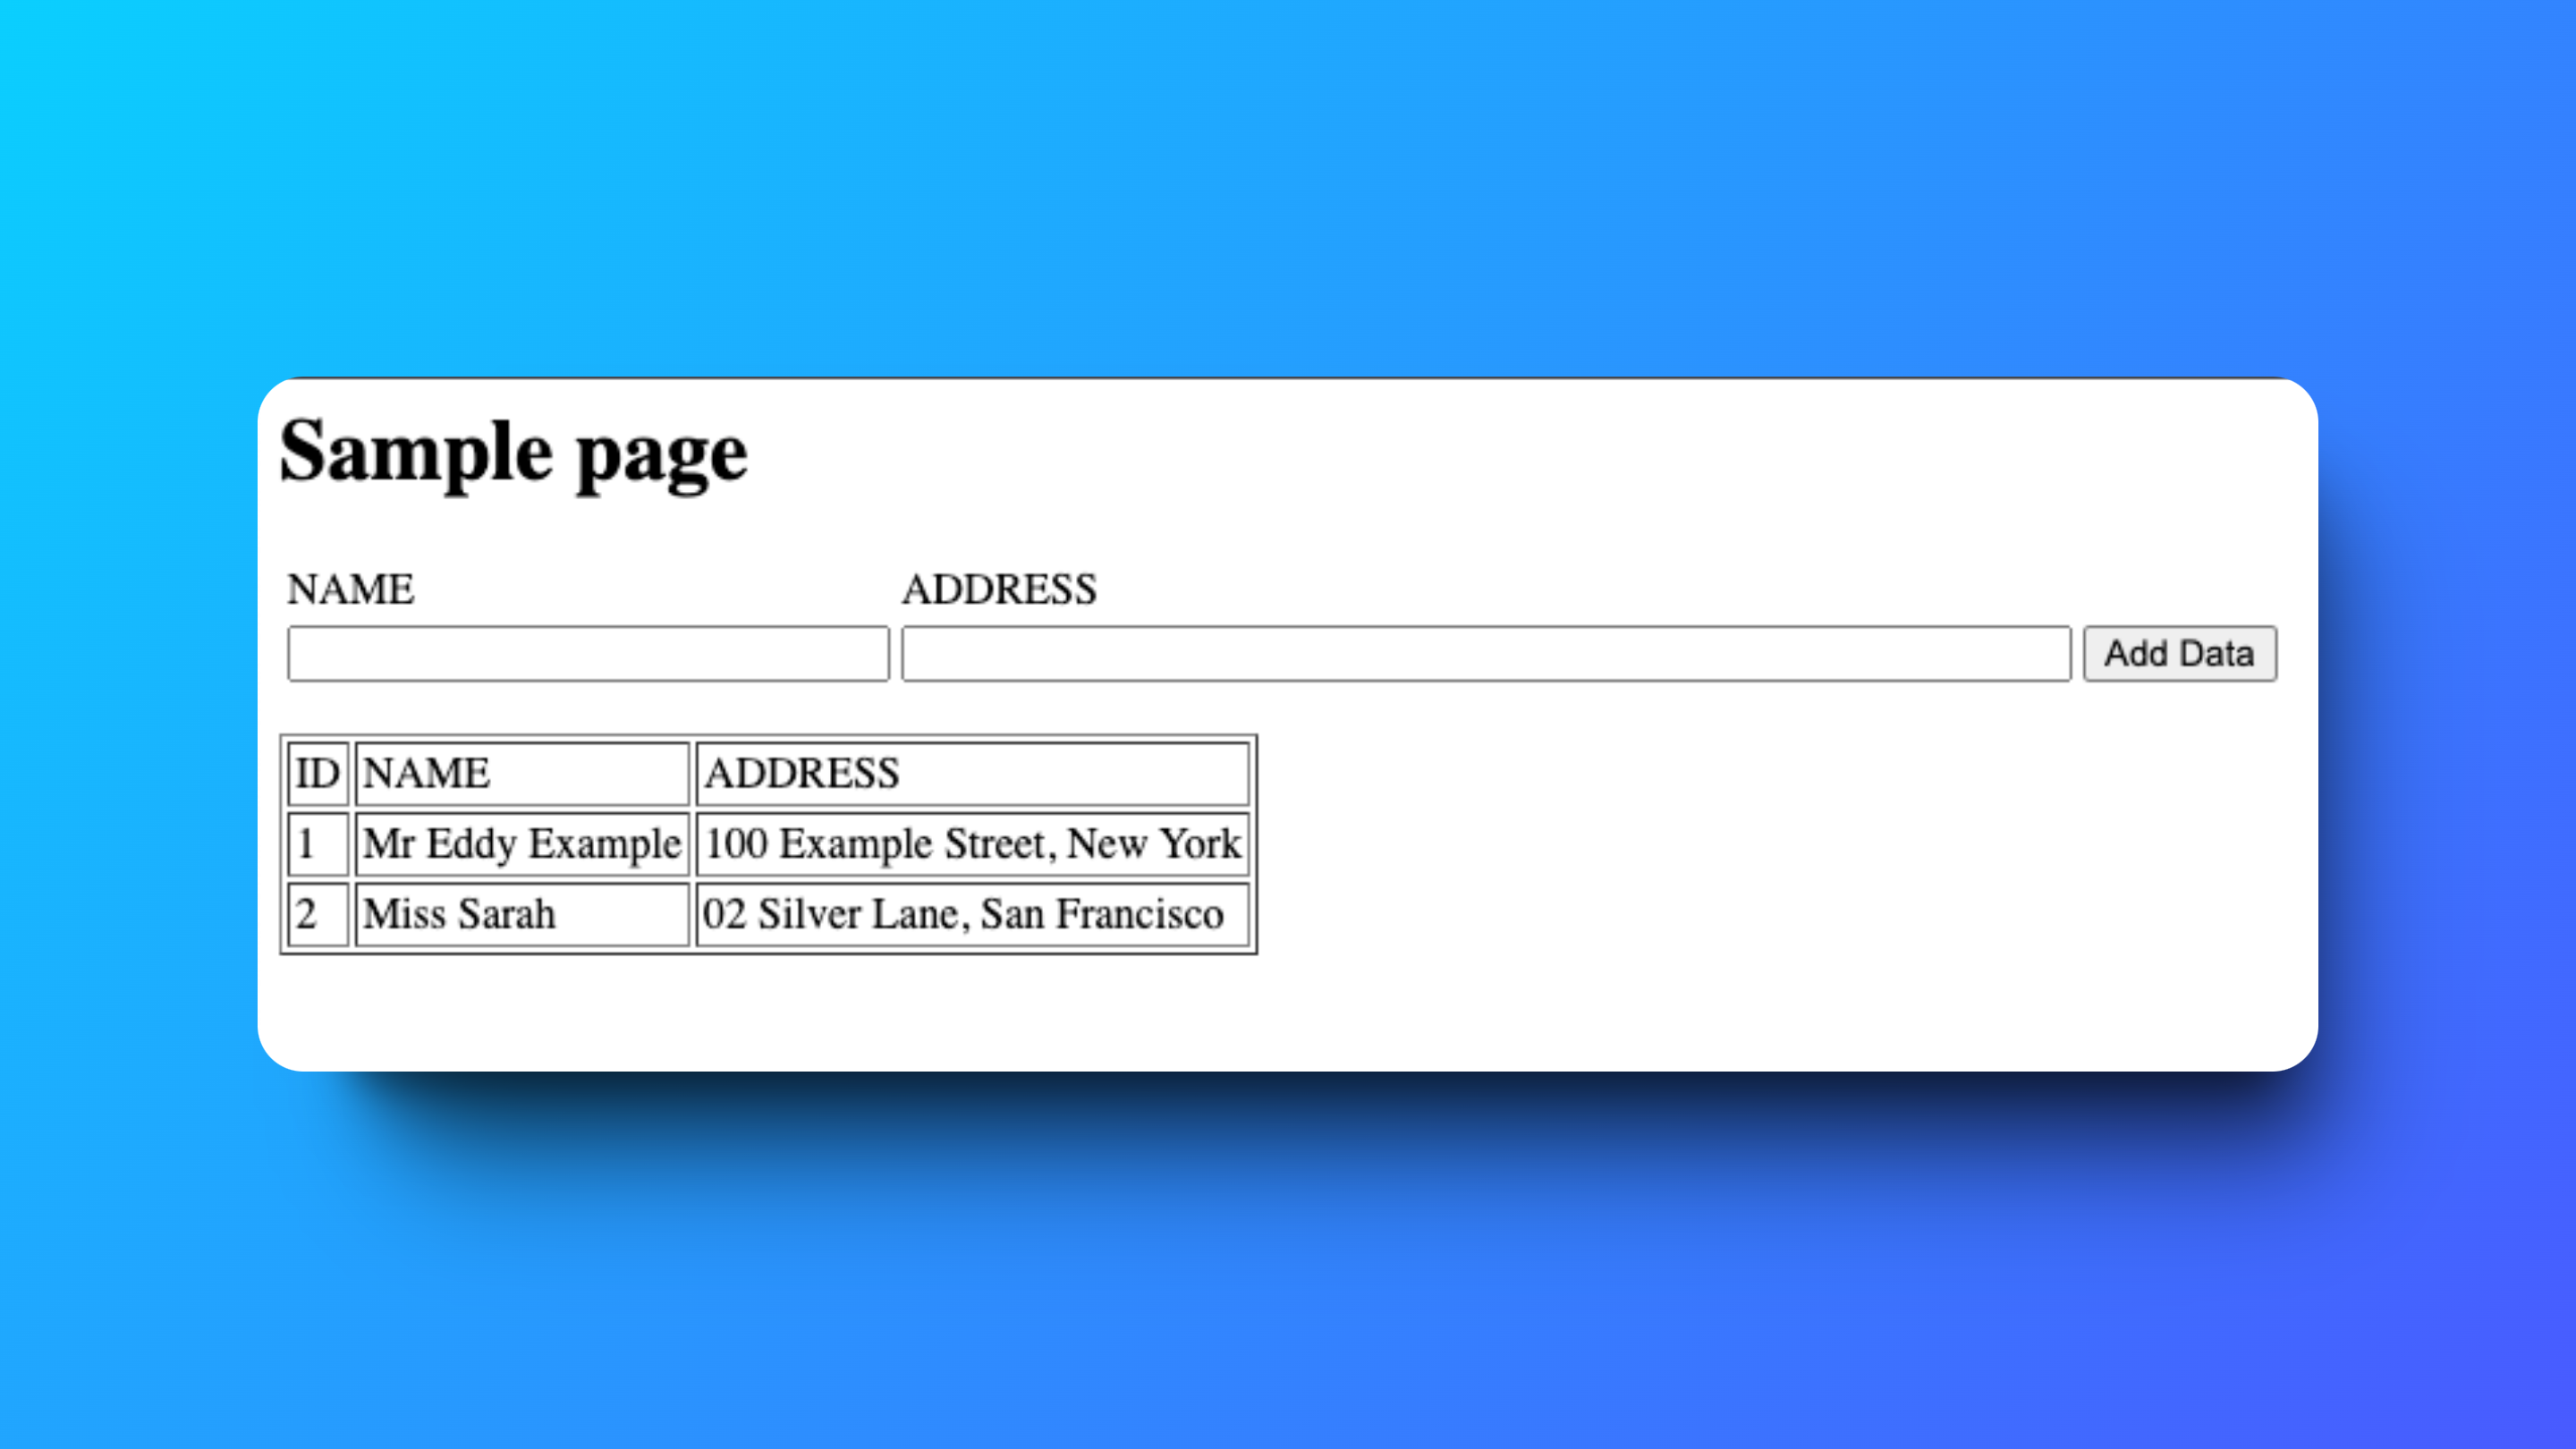 Sample page
NAME ADDRESS
Add Data
ID NAME ADDRESS
1 Mr Eddy Example 100 Example Street, New York
2 Miss Sarah 02 Silver Lane, San Francisco